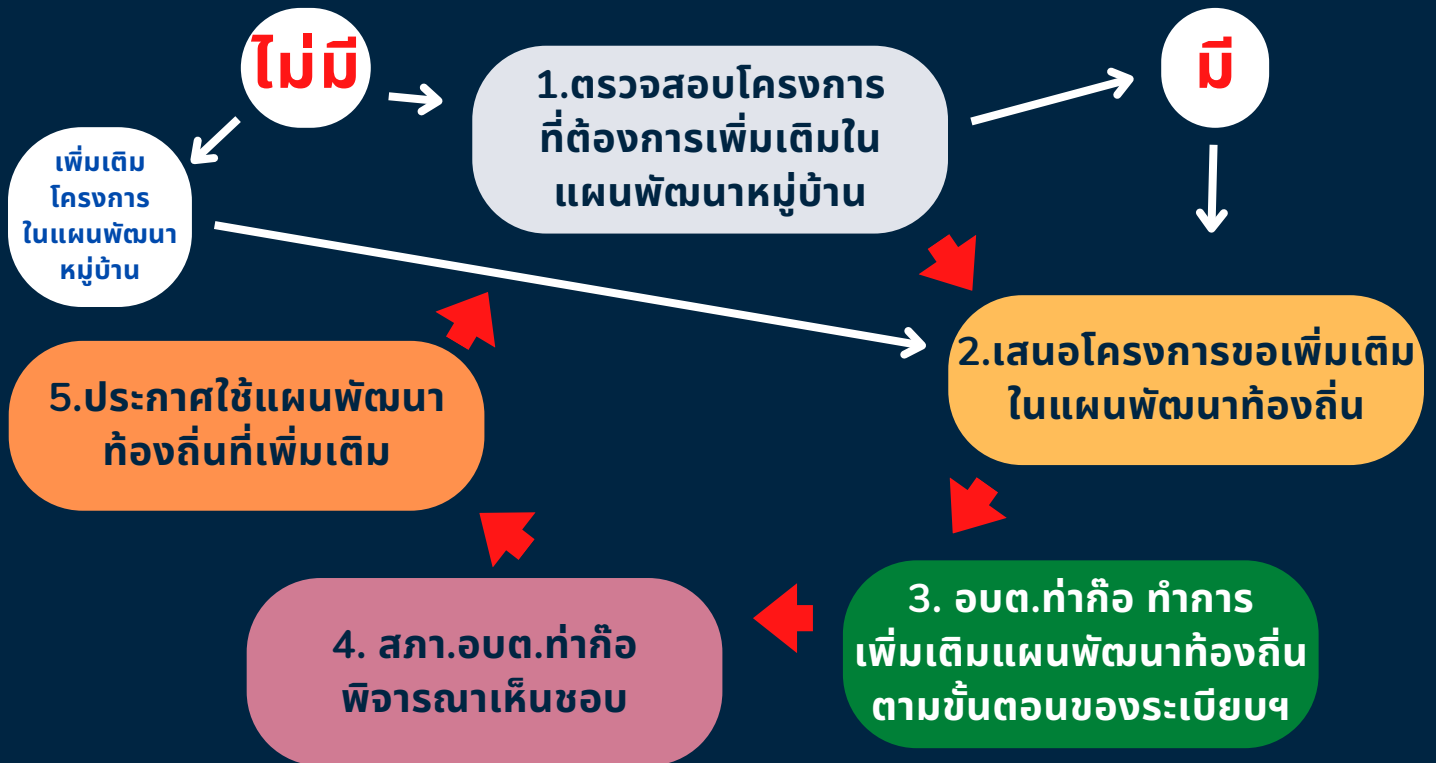 ไม่มี
1.ตรวจสอบโครงการ
ที่ต้องการเพิ่มเติมใน
แผนพัฒนาหมู่บ้าน
มี
เพิ่มเติม
โครงการ
ในแผนพัฒนา
หมู่บ้าน
2.เสนอโครงการขอเพิ่มเติม
ในแผนพัฒนาท้องถิ่น
5.ประกาศใช้แผนพัฒนา
ท้องถิ่นที่เพิ่มเติม
3. อบต.ท่าก๊อ ทำการ
เพิ่มเติมแผนพัฒนาท้องถิ่น
ตามขั้นตอนของระเบียบฯ
4. สภา.อบต.ท่าก๊อ
พิจารณาเห็นชอบ